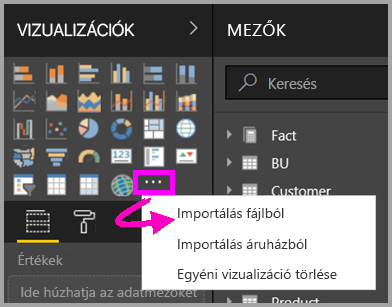 VIZUALIZÁCIÓK
MEZŐK
Keresés
Fact
BU
Customer
Importálás fájlból
Importálás áruházból
Egyéni vizualizáció törlése
Értékek
Ide húzhatja az adatmezőket
Product